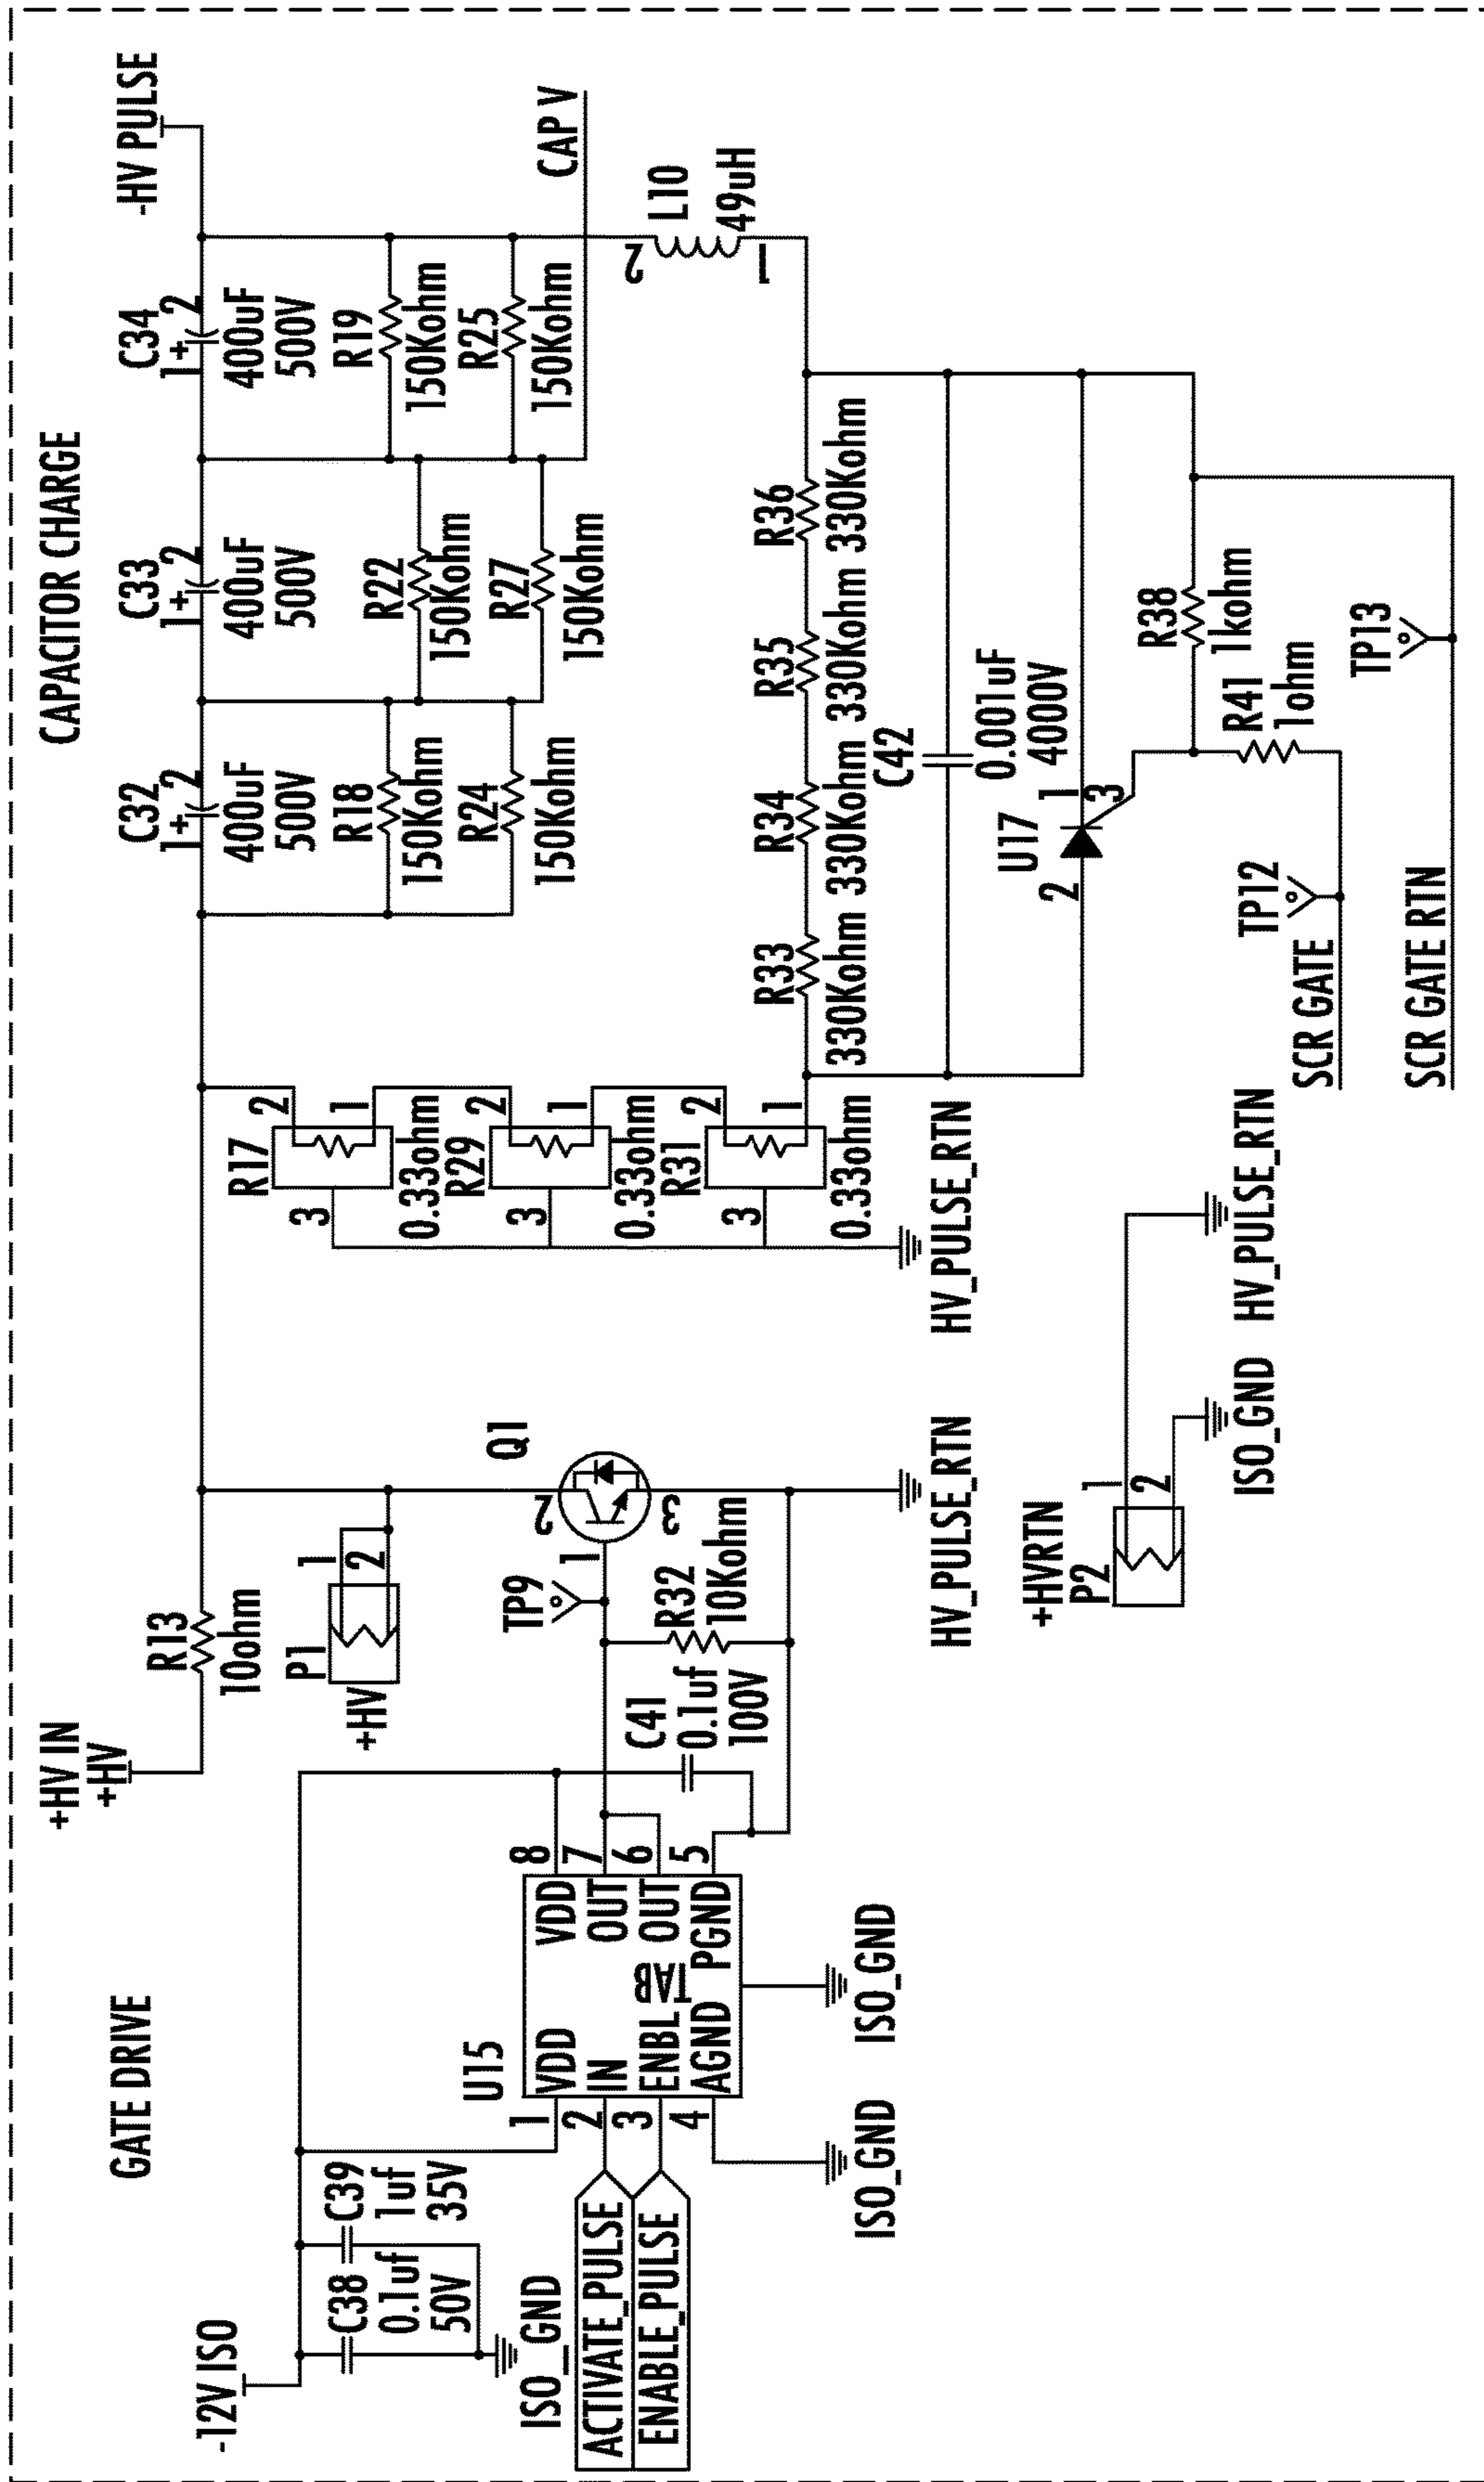 CAPACITOR CHARGE
GATE DRIVE
-12V ISO
C38
0.1uf
50V
C39
1uf
35V
ISO_GND
ACTIVATE_PULSE
ENABLE_PULSE
U15
1
2
3
4
VDD
IN
ENBL
AGND
TAB
VDD
OUT
OUT
PGND
8
7
6
5
ISO_GND
ISO_GND
+HV IN
+HV
R13
10ohm
P1
+HV
1
2
C41
0.1uf
100V
TP9
R32
10Kohm
Q1
1
2
3
HV_PULSE_RTN
+HVRTN
P2
1
2
ISO_GND
HV_PULSE_RTN
R17
2
1
3
0.33ohm
R29
2
1
3
0.33ohm
R31
2
1
3
0.33ohm
HV_PULSE_RTN
C32
1
+
2
400uF
500V
R18
150Kohm
R24
150Kohm
C33
1
+
2
400uF
500V
R22
150Kohm
R27
150Kohm
C34
1
+
2
400uF
500V
R19
150Kohm
R25
150Kohm
-HV PULSE
CAP V
L10
49uH
2
1
R33
330Kohm
R34
330Kohm
R35
330Kohm
R36
330Kohm
C42
0.001uF
4000V
U17
2
1
3
R38
1kohm
R41
1ohm
TP12
SCR GATE
TP13
SCR GATE RTN